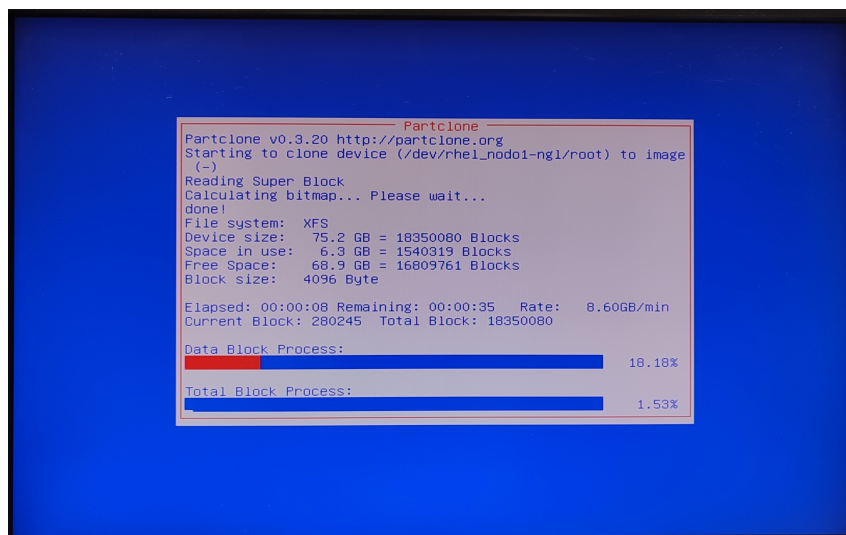 Partclone
Partclone v0.3.20 http://partclone.org
Starting to clone device (/dev/rhel_nodo1-ngl/root) to image
(-)
Reading Super Block
Calculating bitmap... Please wait...
done!
File system:  XFS
Device size:   75.2 GB = 18350080 Blocks
Space in use:   6.3 GB = 1540319 Blocks
Free Space:    68.9 GB = 16809761 Blocks
Block size:   4096 Byte
Elapsed: 00:00:08 Remaining: 00:00:35   Rate:   8.60GB/min
Current Block: 280245  Total Block: 18350080
Data Block Process:
18.18%
Total Block Process:
1.53%